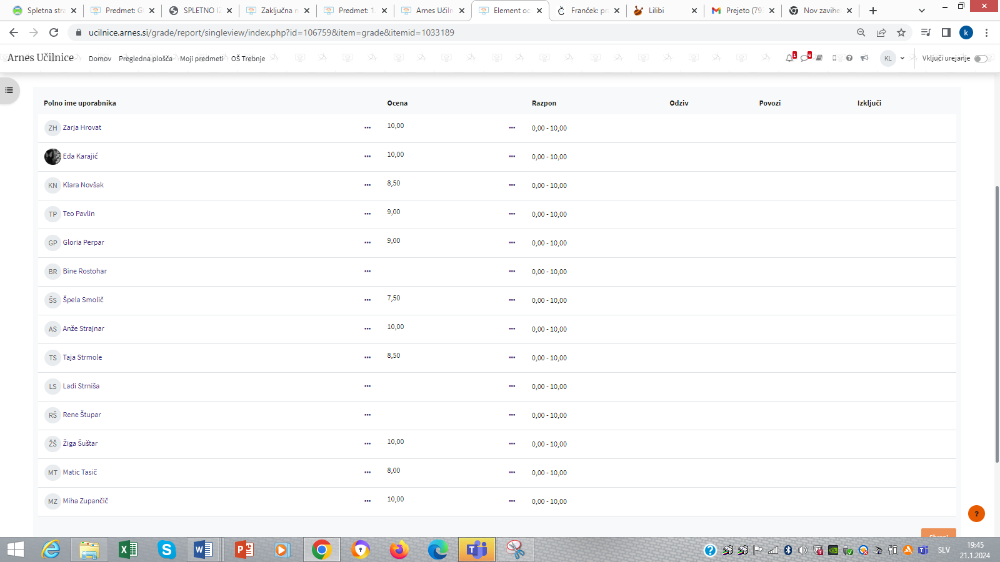 Spletna stra
Predmet: G
SPLETNO IZ
Zaključna n
Predmet: 1.
Arnes Učiln
Element oc
Franček: pr
Lilibi
Prejeto (793
Nov zavihe
ucilnice.arnes.si/grade/report/singleview/index.php?id=106759&item=grade&itemid=1033189
k
Arnes Učilnice Domov Pregledna plošča Moji predmeti OŠ Trebnje
1 6 KL Vključi urejanje
Polno ime uporabnika Ocena Razpon Odziv Povozi Izključi
ZH Zarja Hrovat 10,00 0,00 - 10,00
Eda Karajić 10,00 0,00 - 10,00
KN Klara Novšak 8,50 0,00 - 10,00
TP Teo Pavlin 9,00 0,00 - 10,00
GP Gloria Perpar 9,00 0,00 - 10,00
BR Bine Rostohar 0,00 - 10,00
ŠS Špela Smolič 7,50 0,00 - 10,00
AS Anže Strajnar 10,00 0,00 - 10,00
TS Taja Strmole 8,50 0,00 - 10,00
LS Ladi Strniša 0,00 - 10,00
RŠ Rene Štupar 0,00 - 10,00
ŽŠ Žiga Šuštar 10,00 0,00 - 10,00
MT Matic Tasič 8,00 0,00 - 10,00
MZ Miha Zupančič 10,00 0,00 - 10,00
?
SLV
19:45
21.1.2024